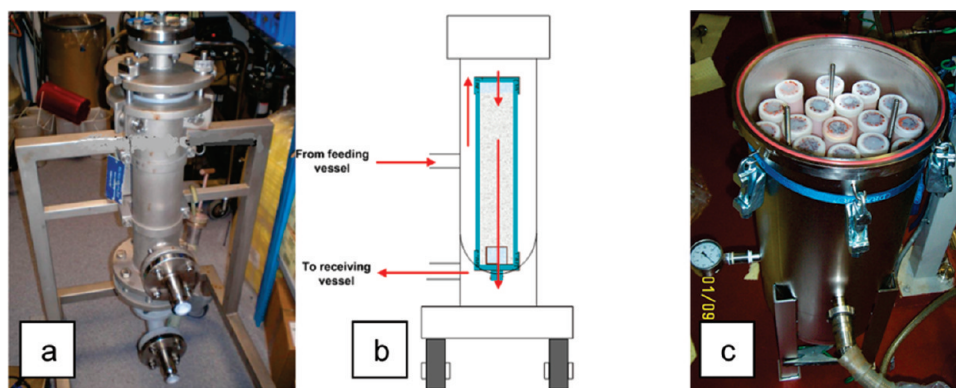 a
From feeding
vessel
To receiving
vessel
b
01/09
c